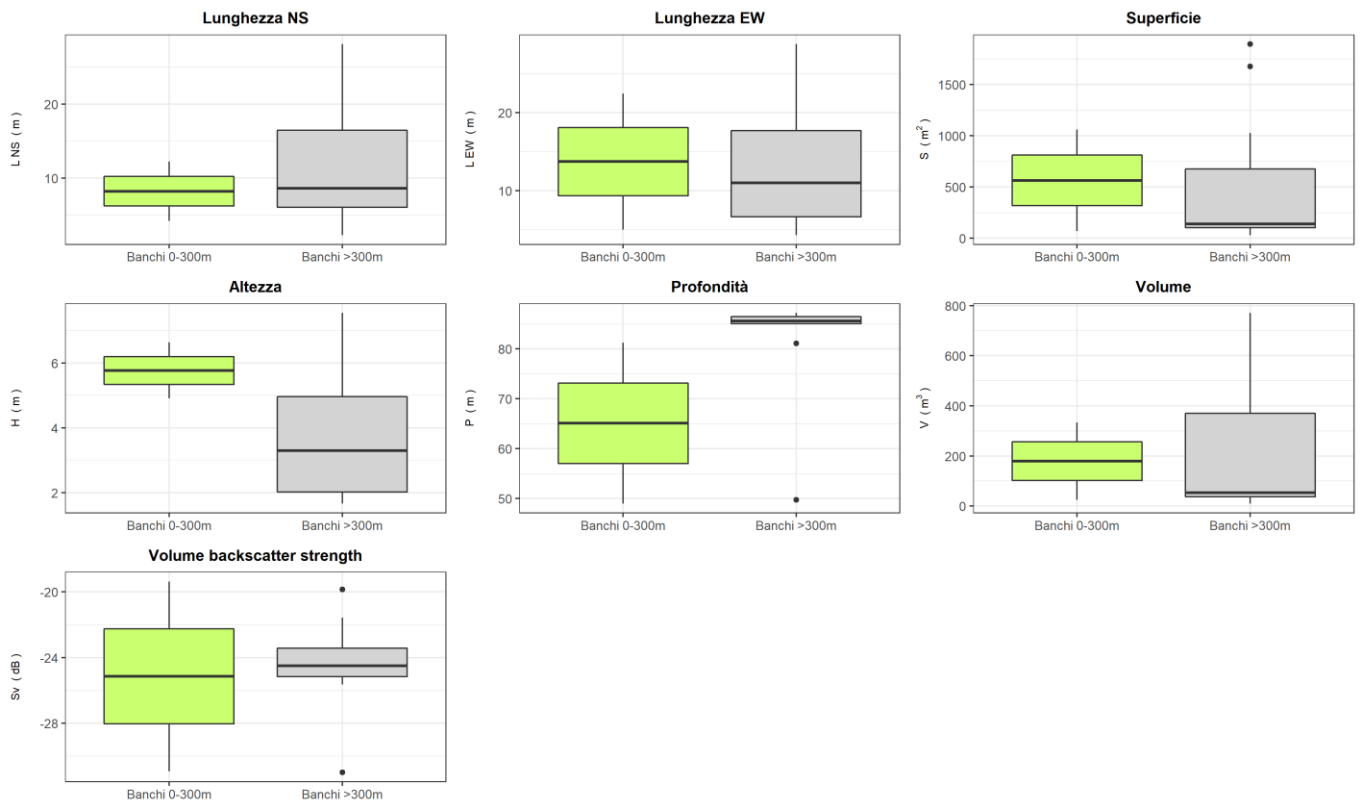 Lunghezza NS
L NS ( m )
20
10
Banchi 0-300m
Banchi >300m
Lunghezza EW
L EW ( m )
20
10
Banchi 0-300m
Banchi >300m
Superficie
S ( m² )
1500
1000
500
0
Banchi 0-300m
Banchi >300m
Altezza
H ( m )
6
4
2
Banchi 0-300m
Banchi >300m
Profondità
P ( m )
80
70
60
50
Banchi 0-300m
Banchi >300m
Volume
V ( m³ )
800
600
400
200
0
Banchi 0-300m
Banchi >300m
Volume backscatter strength
Sv ( dB )
-20
-24
-28
Banchi 0-300m
Banchi >300m